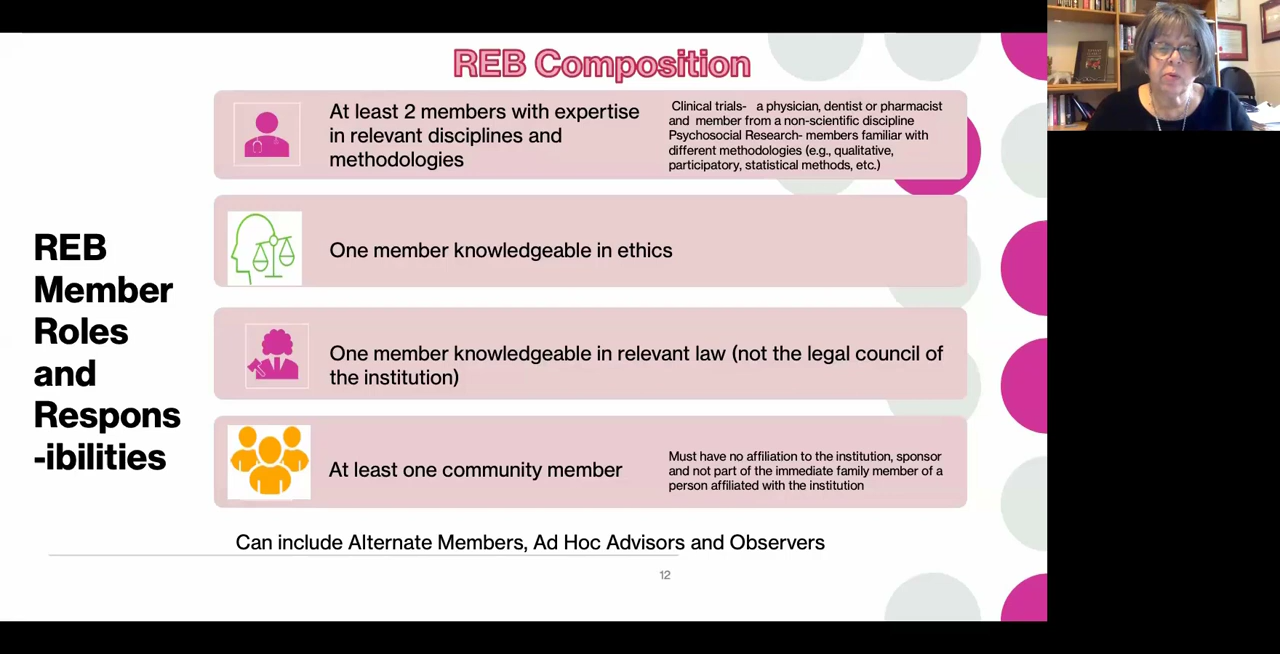 REB Composition
REB
Member
Roles
and
Respons
-ibilities
At least 2 members with expertise
in relevant disciplines and
methodologies
Clinical trials- a physician, dentist or pharmacist
and member from a non-scientific discipline
Psychosocial Research- members familiar with
different methodologies (e.g., qualitative,
participatory, statistical methods, etc.)
One member knowledgeable in ethics
One member knowledgeable in relevant law (not the legal council of
the institution)
At least one community member
Must have no affiliation to the institution, sponsor
and not part of the immediate family member of a
person affiliated with the institution
Can include Alternate Members, Ad Hoc Advisors and Observers
12